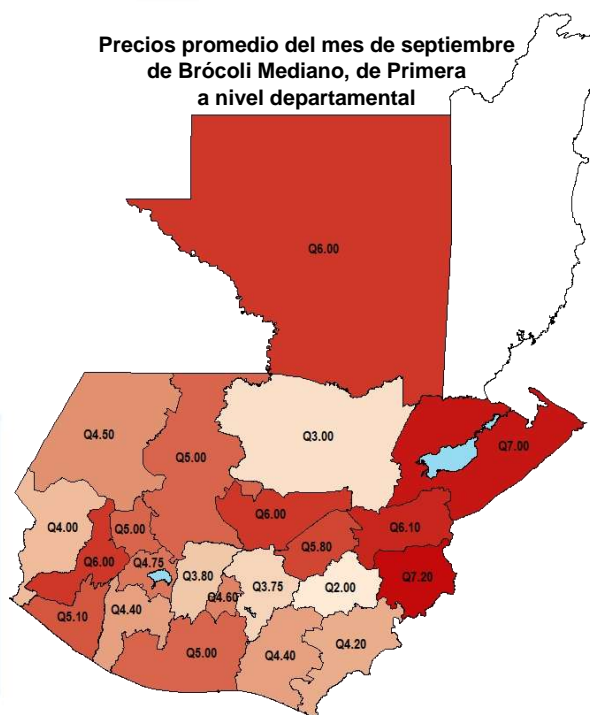 Precios promedio del mes de septiembre
de Brócoli Mediano, de Primera
a nivel departamental
Q6.00
Q4.50
Q5.00
Q3.00
Q7.00
Q4.00
Q5.00
Q6.00
Q6.10
Q6.00
Q4.75
Q5.80
Q3.80
Q3.75
Q2.00
Q7.20
Q5.10
Q4.40
Q4.60
Q5.00
Q4.40
Q4.20